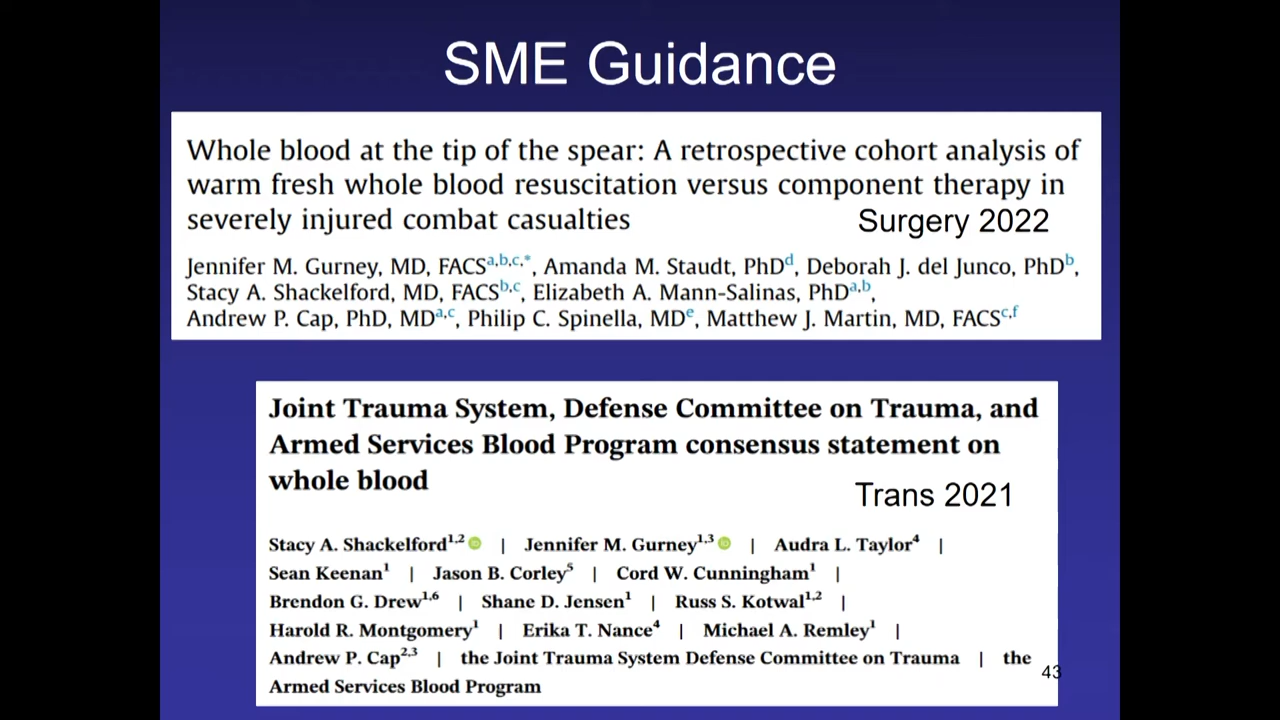 SME Guidance
Whole blood at the tip of the spear: A retrospective cohort analysis of
warm fresh whole blood resuscitation versus component therapy in
severely injured combat casualties
Surgery 2022
Jennifer M. Gurney, MD, FACSa,b,c,*, Amanda M. Staudt, PhDd, Deborah J. del Junco, PhDb,
Stacy A. Shackelford, MD, FACSb,c, Elizabeth A. Mann-Salinas, PhDa,b,
Andrew P. Cap, PhD, MDa,c, Philip C. Spinella, MDe, Matthew J. Martin, MD, FACSc,f
Joint Trauma System, Defense Committee on Trauma, and
Armed Services Blood Program consensus statement on
whole blood
Trans 2021
Stacy A. Shackelford1,2 | Jennifer M. Gurney1,3 | Audra L. Taylor4 |
Sean Keenan1 | Jason B. Corley5 | Cord W. Cunningham1 |
Brendon G. Drew1,6 | Shane D. Jensen1 | Russ S. Kotwal1,2 |
Harold R. Montgomery1 | Erika T. Nance4 | Michael A. Remley1 |
Andrew P. Cap2,3 | the Joint Trauma System Defense Committee on Trauma | the
Armed Services Blood Program
43